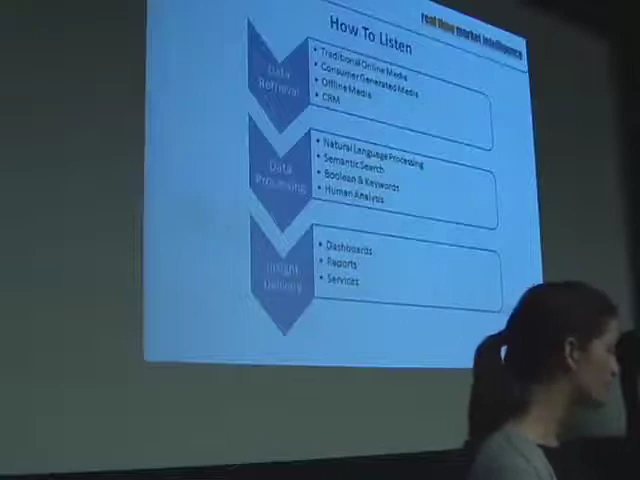 real time market intelligence
How To Listen
Data
Retrieval
• Traditional Online Media
• Consumer Generated Media
• Offline Media
• CRM
Data
Processing
• Natural Language Processing
• Semantic Search
• Boolean & Keywords
• Human Analysis
Insight
Delivery
• Dashboards
• Reports
• Services